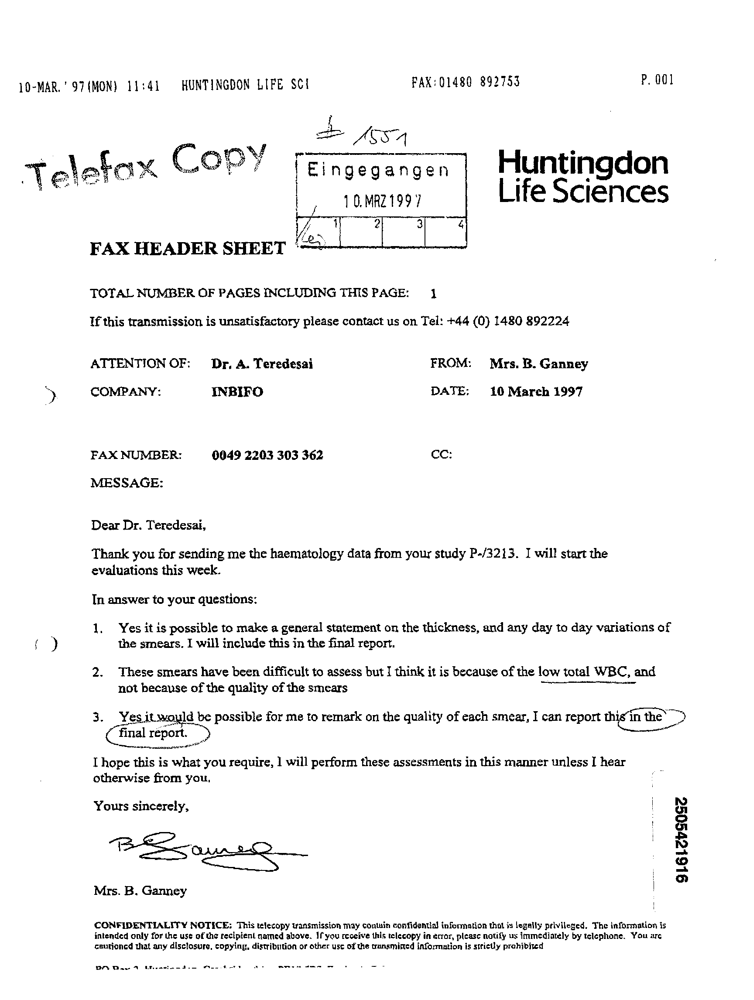 10-MAR.'97(MON) 11:41 HUNTINGDON LIFE SCI FAX:01480 892753 P.001
± 1551
Telefax Copy
Eingegangen
10.MRZ1997
1 2 3 4
Huntingdon
Life Sciences
FAX HEADER SHEET
TOTAL NUMBER OF PAGES INCLUDING THIS PAGE: 1
If this transmission is unsatisfactory please contact us on Tel: +44 (0) 1480 892224
ATTENTION OF: Dr. A. Teredesai FROM: Mrs. B. Ganney
COMPANY: INBIFO DATE: 10 March 1997
FAX NUMBER: 0049 2203 303 362 CC:
MESSAGE:
Dear Dr. Teredesai,
Thank you for sending me the haematology data from your study P-/3213. I will start the
evaluations this week.
In answer to your questions:
1. Yes it is possible to make a general statement on the thickness, and any day to day variations of
the smears. I will include this in the final report.
2. These smears have been difficult to assess but I think it is because of the low total WBC, and
not because of the quality of the smears
3. Yes it would be possible for me to remark on the quality of each smear, I can report this in the
final report.
I hope this is what you require, I will perform these assessments in this manner unless I hear
otherwise from you.
Yours sincerely,
B Ganney
Mrs. B. Ganney
2505421916
CONFIDENTIALITY NOTICE: This telecopy transmission may contain confidential information that is legally privileged. The information is
intended only for the use of the recipient named above. If you receive this telecopy in error, please notify us immediately by telephone. You are
cautioned that any disclosure, copying, distribution or other use of the transmitted information is strictly prohibited